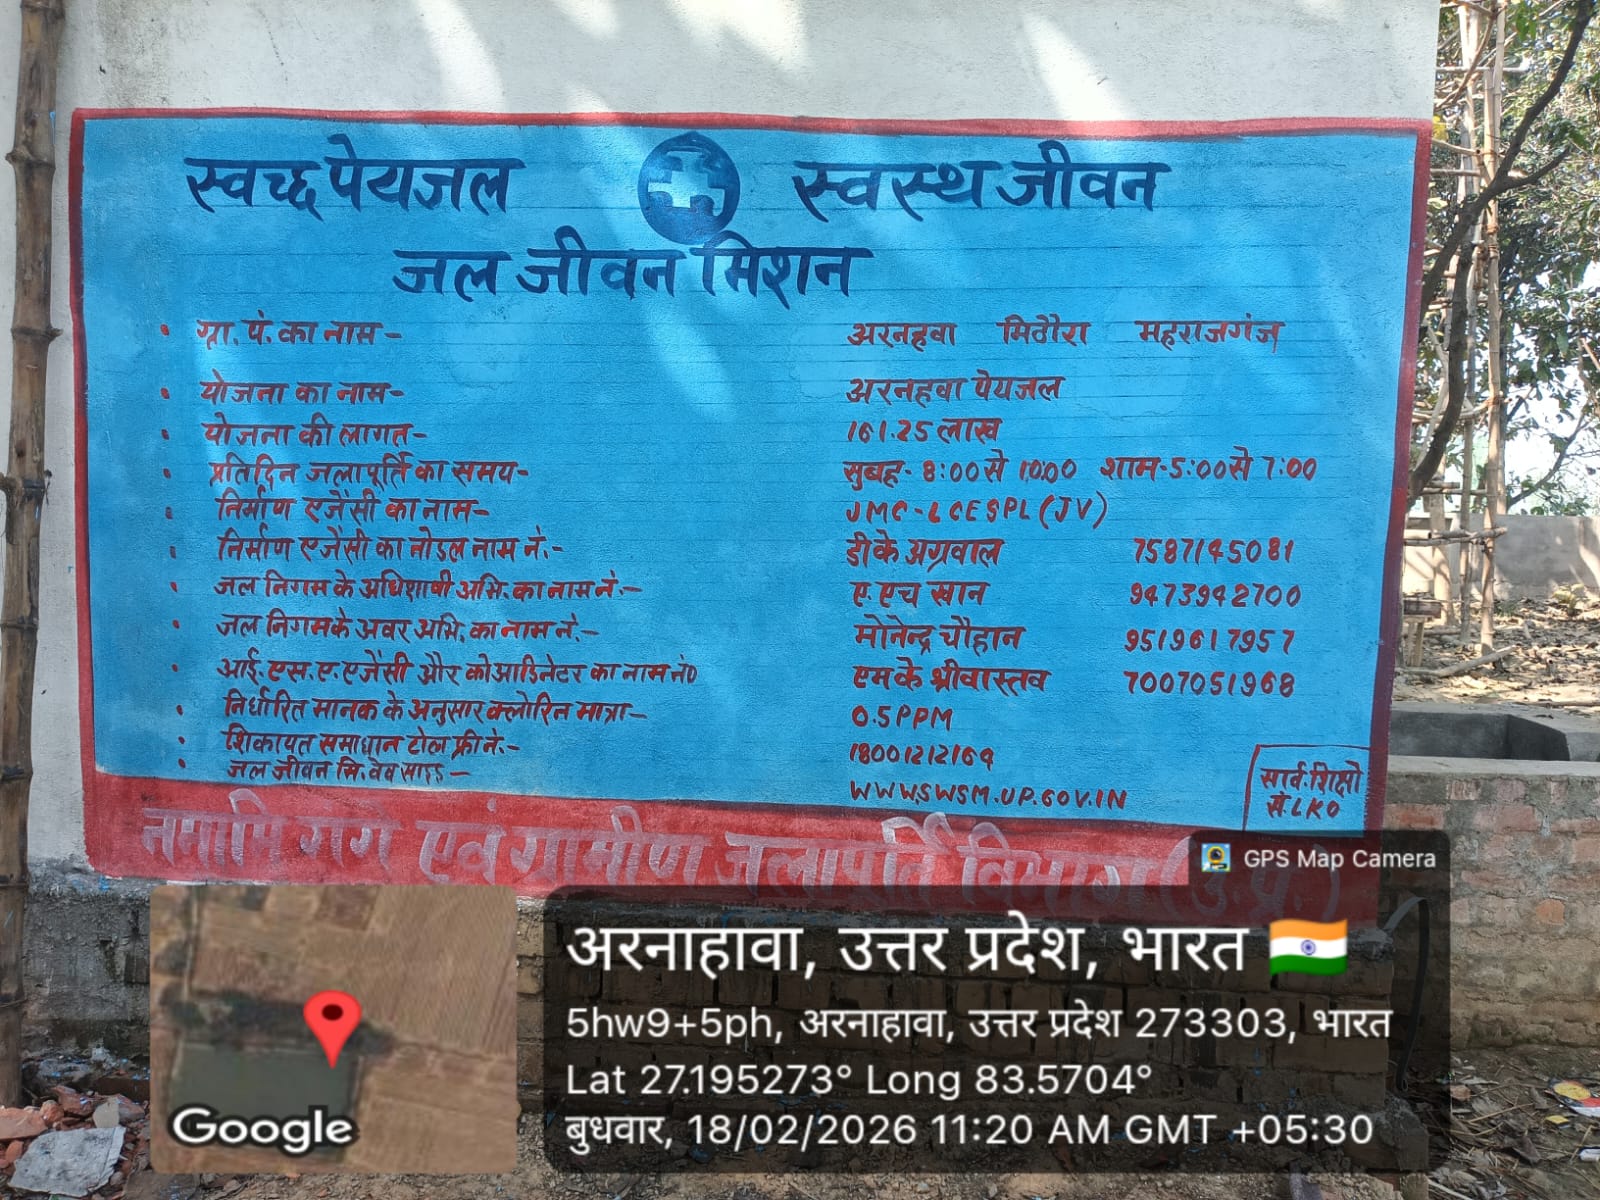 स्वच्छ पेयजल स्वस्थ जीवन
जल जीवन मिशन
• ग्रा. पं. का नास- अरनहवा मिठौरा महराजगंज
• योजना का नास- अरनहवा पेयजल
• योजना की लागत- 161.25 लाख
• प्रतिदिन जलापूर्ति का समय- सुबह- 8:00 से 10:00 शाम-5:00 से 7:00
• निर्माण एजेंसी का नाम- JMC-LCESPL (JV)
• निर्माण एजेंसी का नोडल नाम नं.- डीके अग्रवाल 7587145081
• जल निगम के अधिशाषी अभि. का नाम नं.- ए. एच खान 9473942700
• जल निगम के अवर अभि. का नाम नं.- मोनेन्द्र चौहान 9519617957
• आई. एस. ए. एजेंसी और कोआर्डिनेटर का नाम नं0 एमके श्रीवास्तव 7007051968
• निर्धारित मानक के अनुसार क्लोरिन मात्रा- 0.5PPM
• शिकायत समाधान टोल फ्री नं.- 18001212164
• जल जीवन मि. वेब साइड - WWW.SWSM.UP.GOV.IN
सार्व. शिक्षो
से. LKO
नमामि गंगे एवं ग्रामीण जलापूर्ति विभाग (उ.प्र.)
GPS Map Camera
अरनाहावा, उत्तर प्रदेश, भारत
5hw9+5ph, अरनाहावा, उत्तर प्रदेश 273303, भारत
Lat 27.195273° Long 83.5704°
बुधवार, 18/02/2026 11:20 AM GMT +05:30
Google